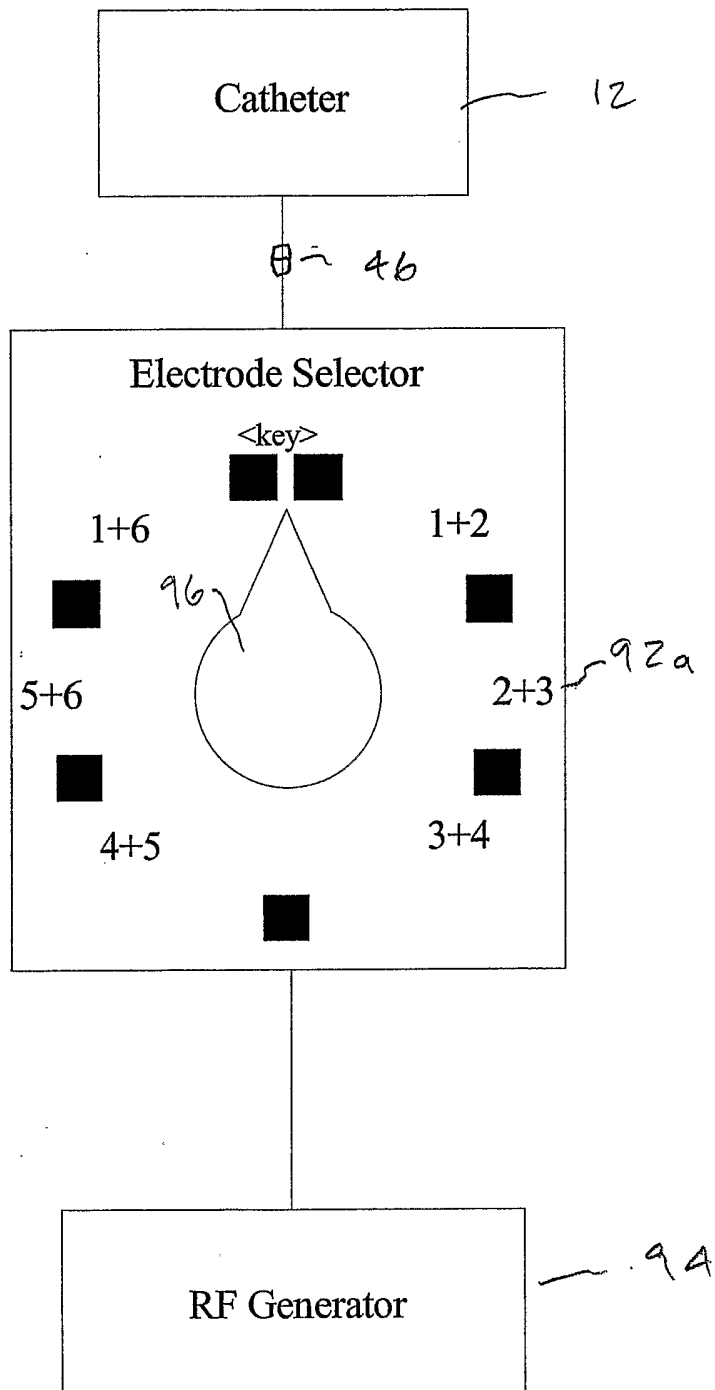 Catheter 12
46
Electrode Selector
<key>
1+6 1+2
96
92a
5+6 2+3
4+5 3+4
94
RF Generator